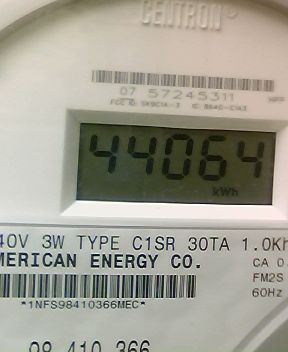 CENTRON
07 57245311
44064
kWh
40V 3W TYPE C1SR 30TA 1.0Kh
MERICAN ENERGY CO.
CA 0.
FM2S
60Hz
*1NFS98410366MEC*
98 410 366